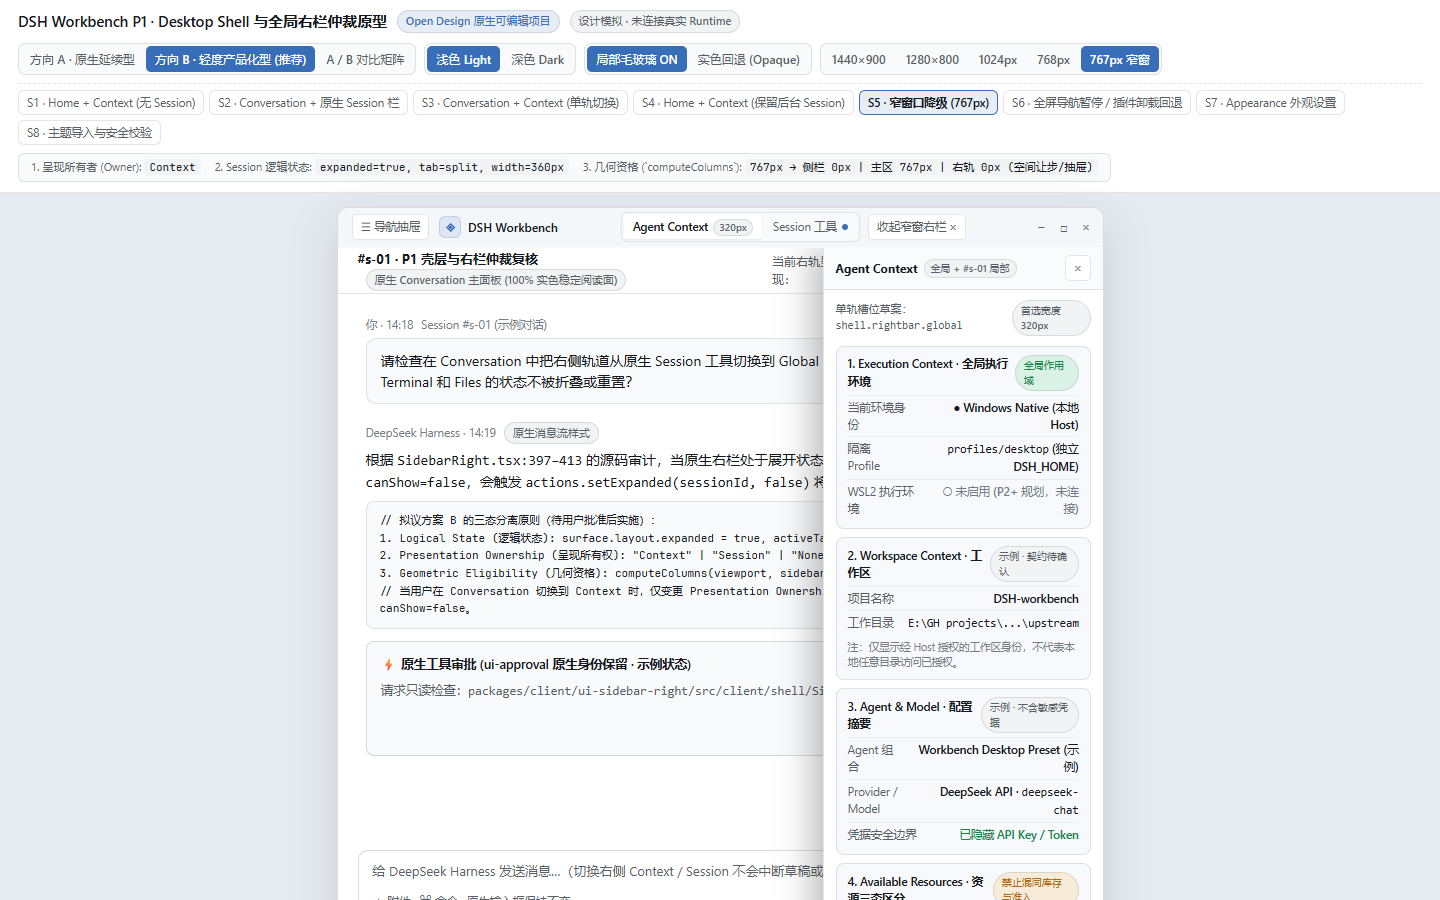 DSH Workbench P1 · Desktop Shell 与全局右栏仲裁原型 Open Design 原生可编辑项目 设计模拟 · 未连接真实 Runtime
方向 A · 原生延续型 方向 B · 轻度产品化型 (推荐) A / B 对比矩阵 浅色 Light 深色 Dark 局部毛玻璃 ON 实色回退 (Opaque) 1440×900 1280×800 1024px 768px 767px 窄窗
S1 · Home + Context (无 Session) S2 · Conversation + 原生 Session 栏 S3 · Conversation + Context (单轨切换) S4 · Home + Context (保留后台 Session) S5 · 窄窗口降级 (767px) S6 · 全屏导航暂停 / 插件卸载回退 S7 · Appearance 外观设置
S8 · 主题导入与安全校验
1. 呈现所有者 (Owner): Context 2. Session 逻辑状态: expanded=true, tab=split, width=360px 3. 几何资格 (`computeColumns`): 767px → 侧栏 0px | 主区 767px | 右轨 0px (空间让步/抽屉)
☰ 导航抽屉 DSH Workbench Agent Context 320px Session 工具 收起窄窗右栏 ×
#s-01 · P1 壳层与右栏仲裁复核
原生 Conversation 主面板 (100% 实色稳定阅读面)
当前右轨
现:
你 · 14:18 Session #s-01 (示例对话)
请检查在 Conversation 中把右侧轨道从原生 Session 工具切换到 Global
Terminal 和 Files 的状态不被折叠或重置?
DeepSeek Harness · 14:19 原生消息流样式
根据 SidebarRight.tsx:397–413 的源码审计，当原生右栏处于展开状态
canShow=false，会触发 actions.setExpanded(sessionId, false) 将
// 拟议方案 B 的三态分离原则（待用户批准后实施）:
1. Logical State (逻辑状态): surface.layout.expanded = true, activeTa
2. Presentation Ownership (呈现所有权): "Context" | "Session" | "None
3. Geometric Eligibility (几何资格): computeColumns(viewport, sidebar
// 当用户在 Conversation 切换到 Context 时，仅变更 Presentation Ownersh
canShow=false。
原生工具审批 (ui-approval 原生身份保留 · 示例状态)
请求只读检查: packages/client/ui-sidebar-right/src/client/shell/Si
给 DeepSeek Harness 发送消息...（切换右侧 Context / Session 不会中断草稿或
Agent Context 全局 + #s-01 局部 ×
单轨槽位草案:
shell.rightbar.global
首选宽度
320px
1. Execution Context · 全局执行
环境
全局作用
域
当前环境身
份
● Windows Native (本地
Host)
隔离
Profile
profiles/desktop (独立
DSH_HOME)
WSL2 执行环
境
○ 未启用 (P2+ 规划，未连
接)
2. Workspace Context · 工
作区
示例 · 契约待确
认
项目名称 DSH-workbench
工作目录 E:\GH projects\...\upstream
注：仅显示经 Host 授权的工作区身份，不代表本
地任意目录访问已授权。
3. Agent & Model · 配置
摘要
示例 · 不含敏感凭
据
Agent 组
合
Workbench Desktop Preset (示
例)
Provider /
Model
DeepSeek API · deepseek-
chat
凭据安全边界 已隐藏 API Key / Token
4. Available Resources · 资
源三态区分
禁止混同库存
与准入